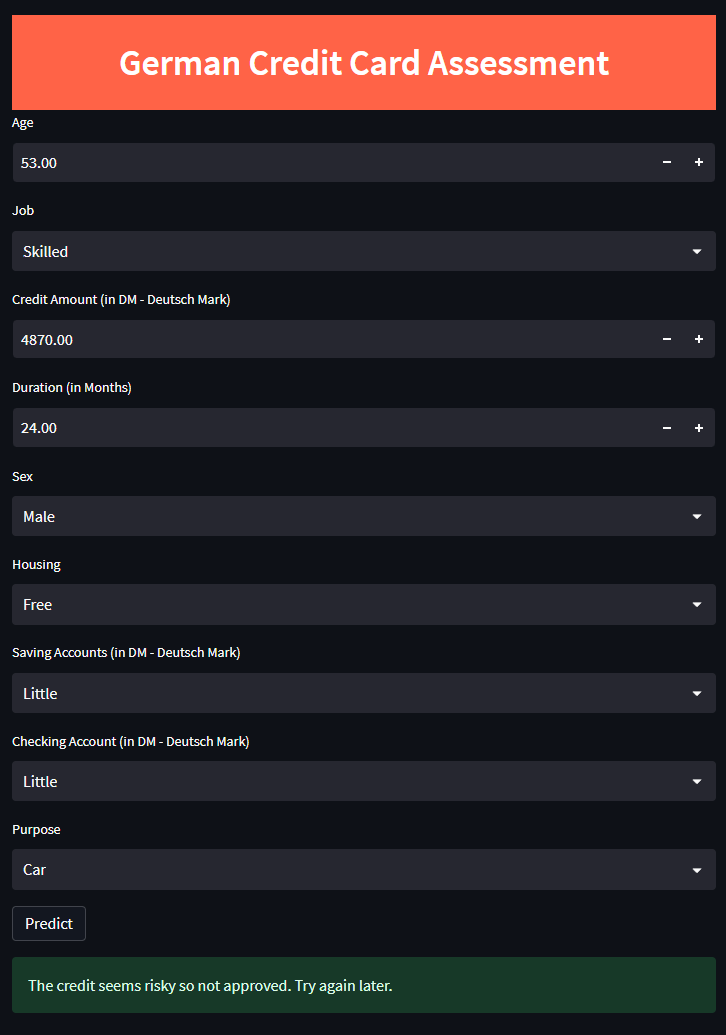 German Credit Card Assessment
Age
53.00
Job
Skilled
Credit Amount (in DM - Deutsch Mark)
4870.00
Duration (in Months)
24.00
Sex
Male
Housing
Free
Saving Accounts (in DM - Deutsch Mark)
Little
Checking Account (in DM - Deutsch Mark)
Little
Purpose
Car
Predict
The credit seems risky so not approved. Try again later.